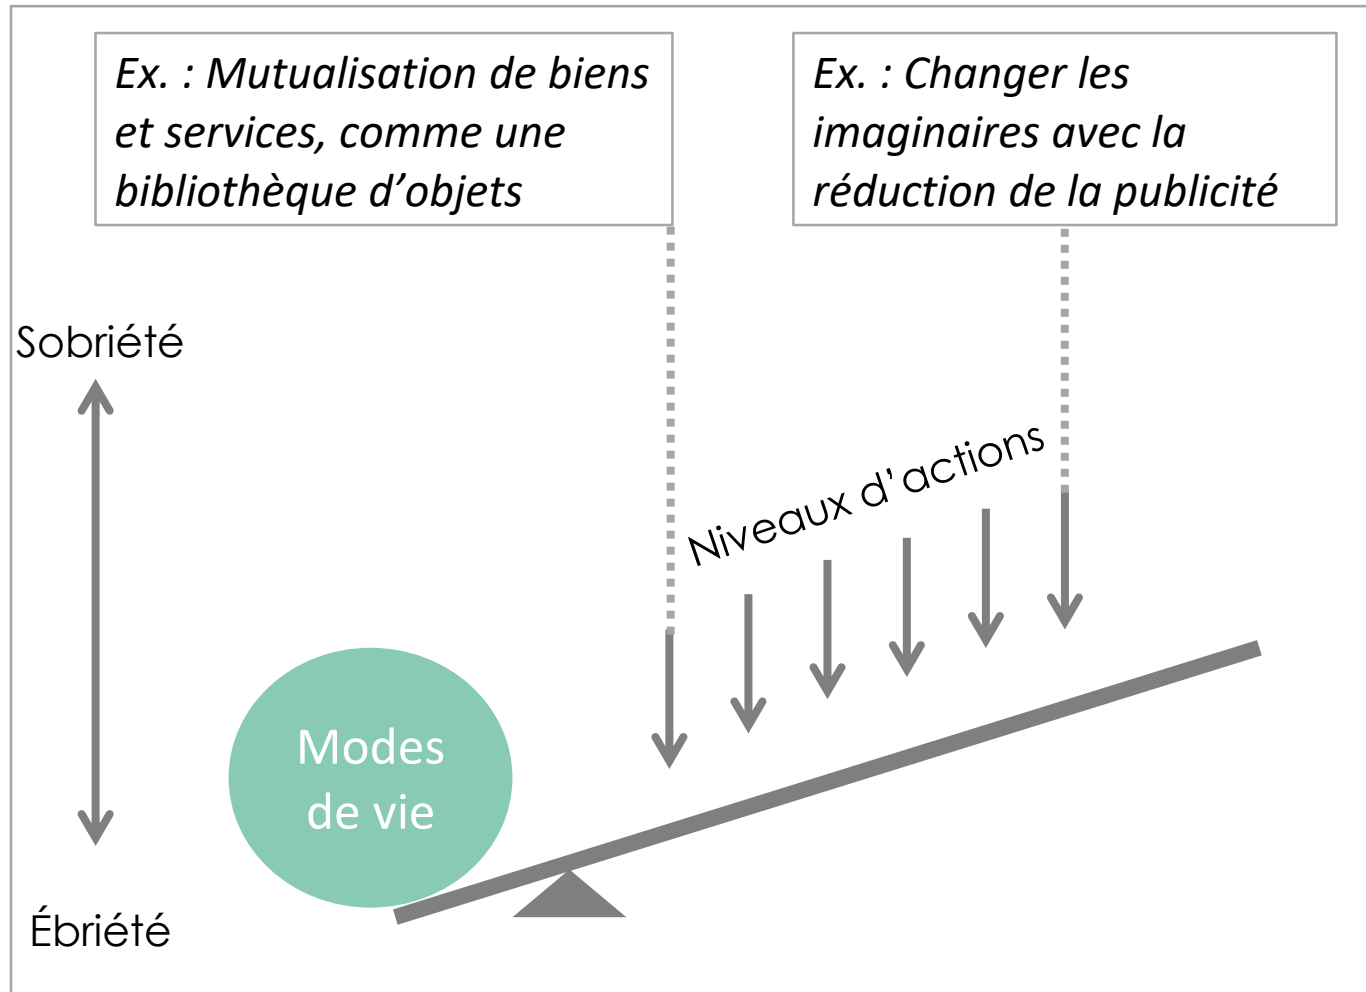 Ex. : Mutualisation de biens
et services, comme une
bibliothèque d’objets
Ex. : Changer les
imaginaires avec la
réduction de la publicité
Sobriété
Niveaux d’actions
Modes
de vie
Ébriété